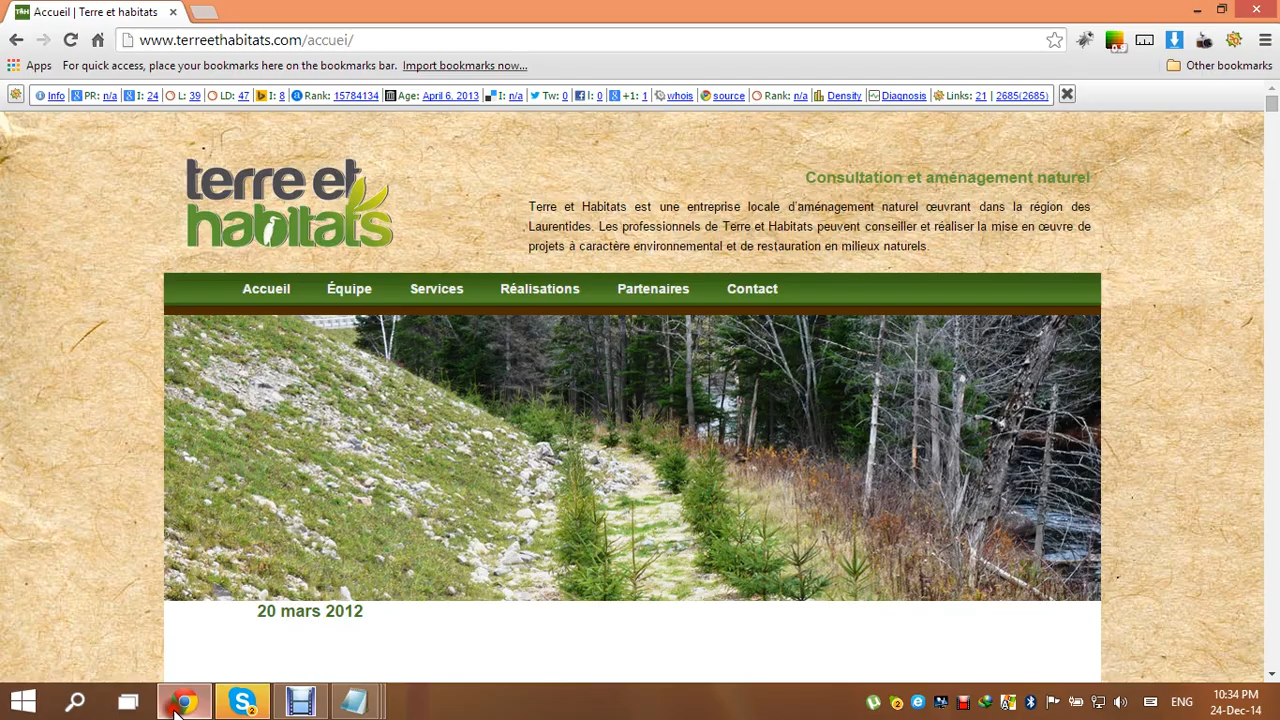 Accueil | Terre et habitats
www.terreethabitats.com/accuei/
Apps For quick access, place your bookmarks here on the bookmarks bar. Import bookmarks now... Other bookmarks
Info PR: n/a I: 24 L: 39 LD: 47 I: 8 Rank: 15784134 Age: April 6, 2013 I: n/a Tw: 0 l: 0 +1: 1 whois source Rank: n/a Density Diagnosis Links: 21 | 2685(2685)
terre et
habitats
Consultation et aménagement naturel
Terre et Habitats est une entreprise locale d'aménagement naturel œuvrant dans la région des
Laurentides. Les professionnels de Terre et Habitats peuvent conseiller et réaliser la mise en œuvre de
projets à caractère environnemental et de restauration en milieux naturels.
Accueil Équipe Services Réalisations Partenaires Contact
20 mars 2012
ENG
10:34 PM
24-Dec-14